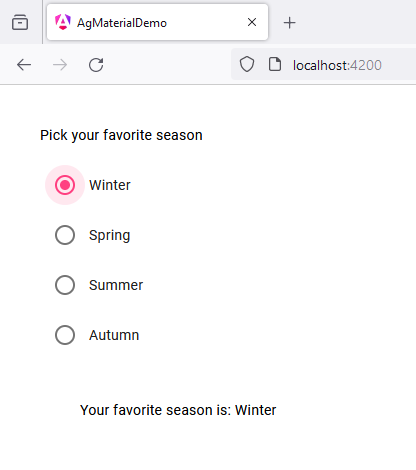 AgMaterialDemo
localhost:4200
Pick your favorite season
Winter
Spring
Summer
Autumn
Your favorite season is: Winter